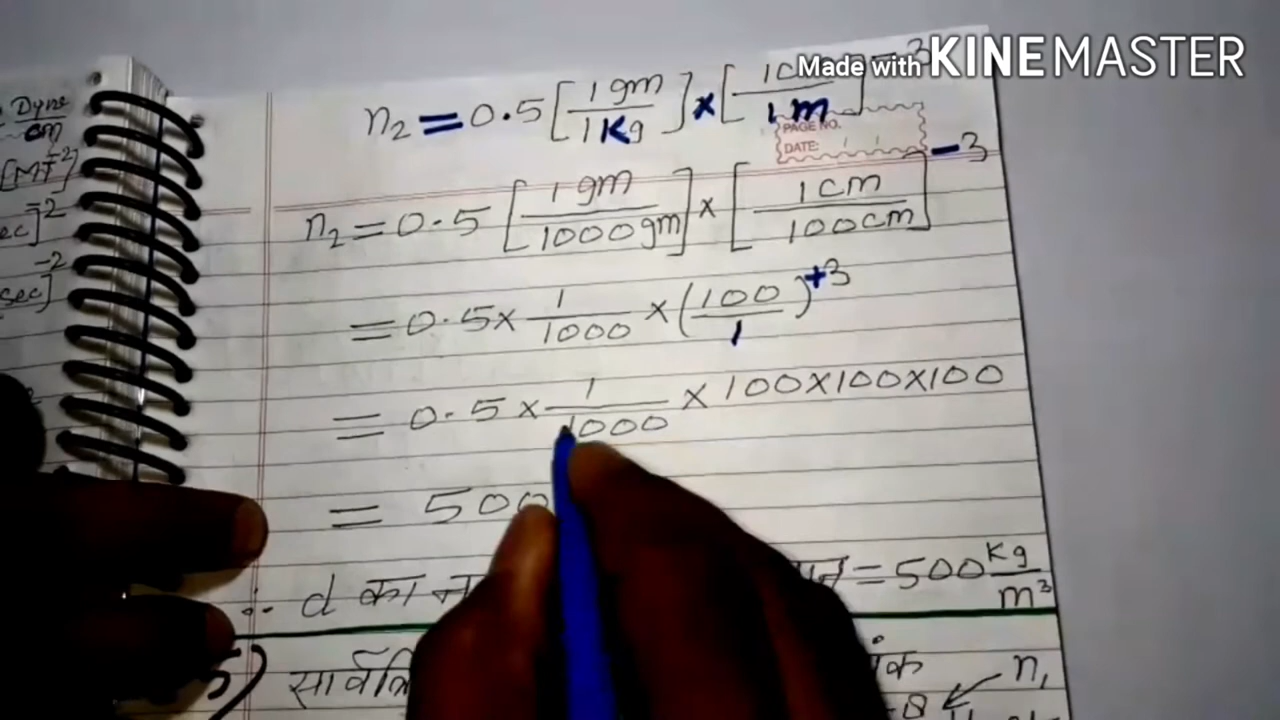 Made with KINEMASTER
Dyne
cm
n₂ = 0.5 [1 gm / 1 Kg] × [1 cm / 1 m]⁻³
PAGE NO.
DATE:
n₂ = 0.5 [1 gm / 1000 gm] × [1 cm / 100 cm]⁻³
= 0.5 × 1/1000 × (100/1)⁺³
= 0.5 × 1/1000 × 100×100×100
= 500
∴ d का = 500 Kg/m³
n₁